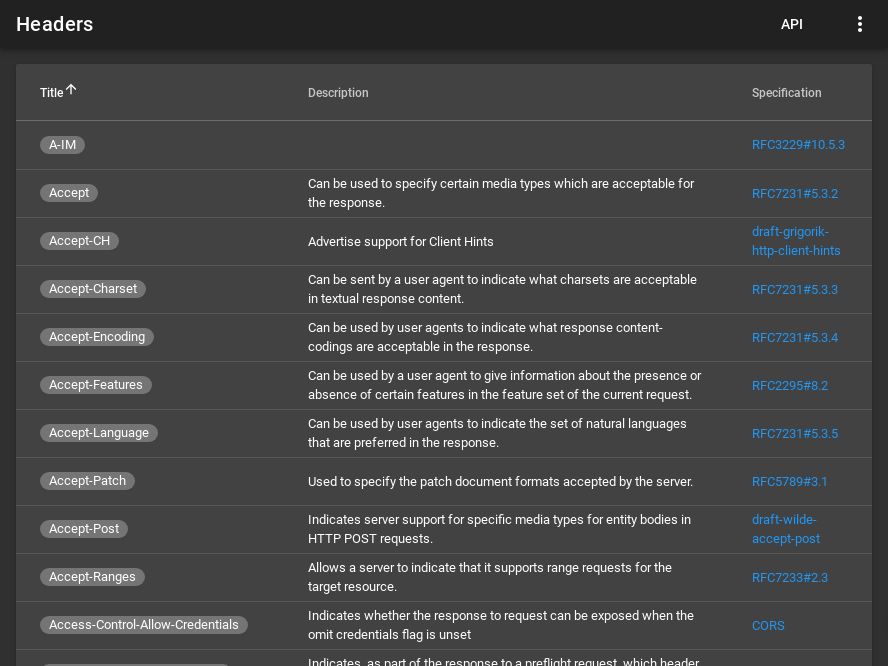 Headers
API
Title
Description
Specification
A-IM
RFC3229#10.5.3
Accept
Can be used to specify certain media types which are acceptable for
the response.
RFC7231#5.3.2
Accept-CH
Advertise support for Client Hints
draft-grigorik-
http-client-hints
Accept-Charset
Can be sent by a user agent to indicate what charsets are acceptable
in textual response content.
RFC7231#5.3.3
Accept-Encoding
Can be used by user agents to indicate what response content-
codings are acceptable in the response.
RFC7231#5.3.4
Accept-Features
Can be used by a user agent to give information about the presence or
absence of certain features in the feature set of the current request.
RFC2295#8.2
Accept-Language
Can be used by user agents to indicate the set of natural languages
that are preferred in the response.
RFC7231#5.3.5
Accept-Patch
Used to specify the patch document formats accepted by the server.
RFC5789#3.1
Accept-Post
Indicates server support for specific media types for entity bodies in
HTTP POST requests.
draft-wilde-
accept-post
Accept-Ranges
Allows a server to indicate that it supports range requests for the
target resource.
RFC7233#2.3
Access-Control-Allow-Credentials
Indicates whether the response to request can be exposed when the
omit credentials flag is unset
CORS
Indicates, as part of the response to a preflight request, which header